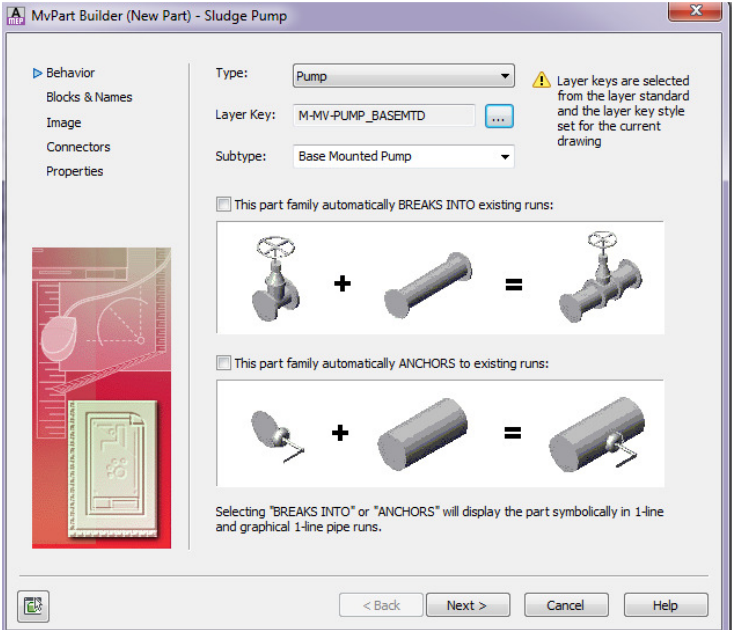 MvPart Builder (New Part) - Sludge Pump
Behavior
Blocks & Names
Image
Connectors
Properties
Type:
Pump
Layer Key:
M-MV-PUMP_BASEMTD
...
Subtype:
Base Mounted Pump
Layer keys are selected
from the layer standard
and the layer key style
set for the current
drawing
This part family automatically BREAKS INTO existing runs:
+ =
This part family automatically ANCHORS to existing runs:
+ =
Selecting "BREAKS INTO" or "ANCHORS" will display the part symbolically in 1-line
and graphical 1-line pipe runs.
< Back
Next >
Cancel
Help